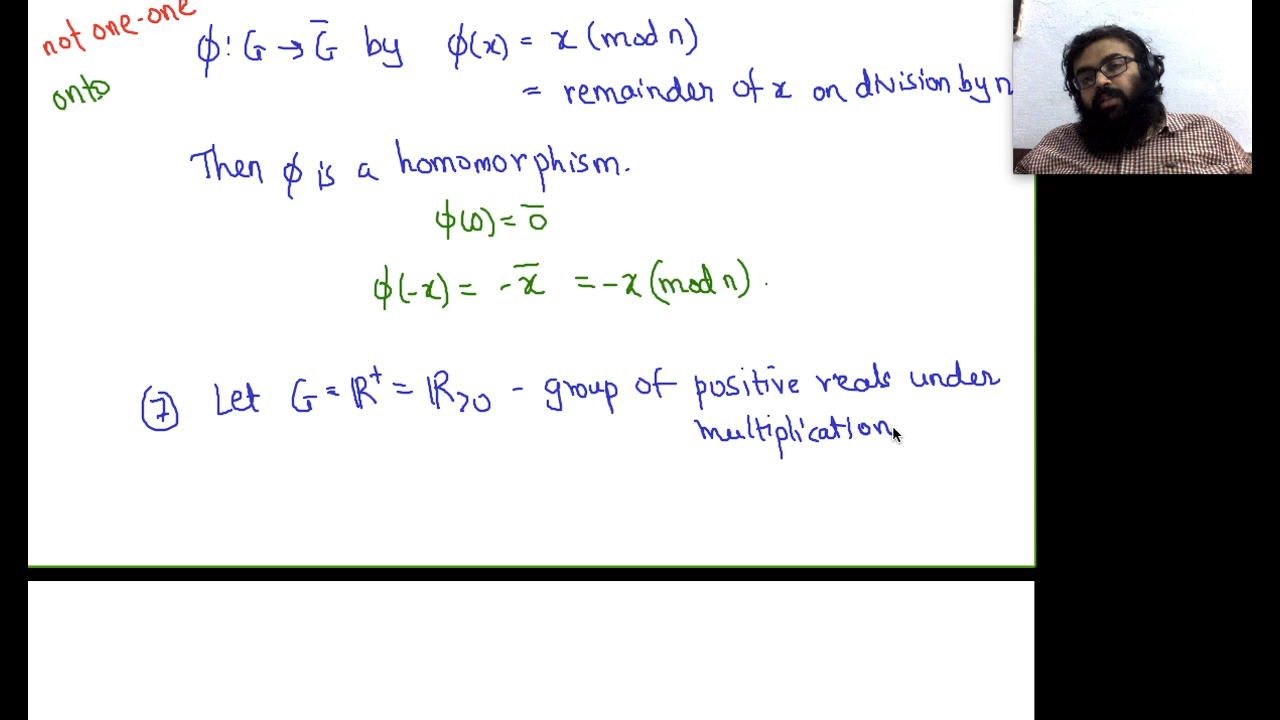 not one-one
onto
φ: G → G̅ by φ(x) = x (mod n)
= remainder of x on division by n
Then φ is a homomorphism.
φ(0) = 0̅
φ(-x) = -x̅ = -x (mod n).
⑦ Let G = ℝ⁺ = ℝ>0 - group of positive reals under
multiplication